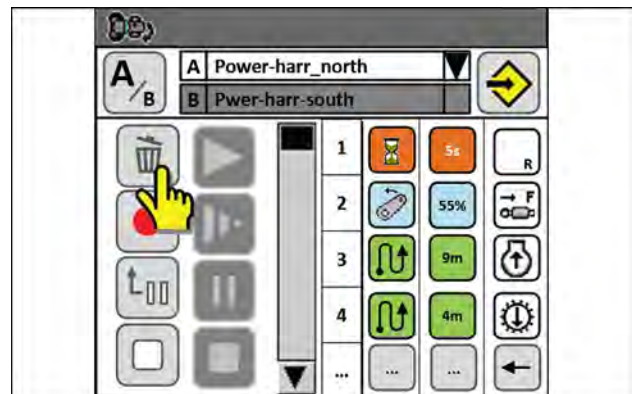 A/B
A Power-harr_north
B Pwer-harr-south
1 5s R
2 55% F
3 9m
4 4m
... ... ...